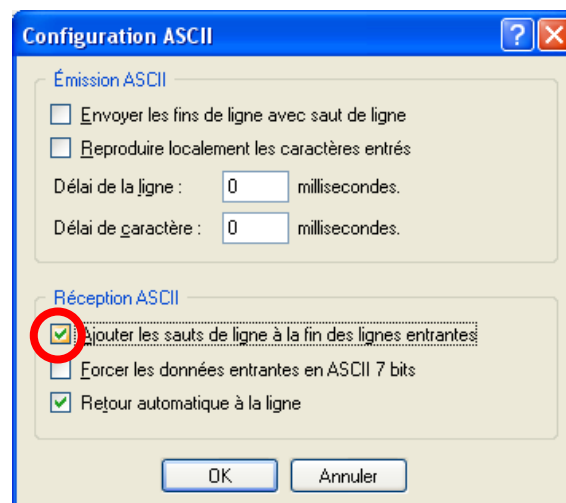 Configuration ASCII
Émission ASCII
Envoyer les fins de ligne avec saut de ligne
Reproduire localement les caractères entrés
Délai de la ligne : 0 millisecondes.
Délai de caractère : 0 millisecondes.
Réception ASCII
Ajouter les sauts de ligne à la fin des lignes entrantes
Forcer les données entrantes en ASCII 7 bits
Retour automatique à la ligne
OK Annuler